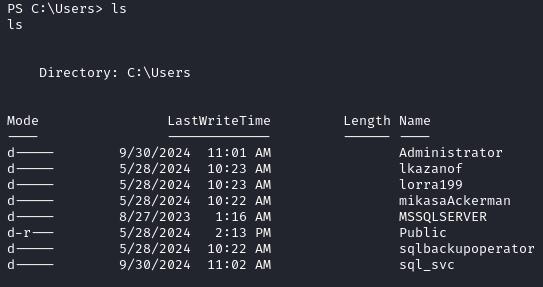 PS C:\Users> ls
ls
Directory: C:\Users
Mode LastWriteTime Length Name
---- ------------- ------ ----
d----- 9/30/2024 11:01 AM Administrator
d----- 5/28/2024 10:23 AM lkazanof
d----- 5/28/2024 10:23 AM lorra199
d----- 5/28/2024 10:22 AM mikasaAckerman
d----- 8/27/2023 1:16 AM MSSQLSERVER
d-r--- 5/28/2024 2:13 PM Public
d----- 5/28/2024 10:22 AM sqlbackupoperator
d----- 9/30/2024 11:02 AM sql_svc